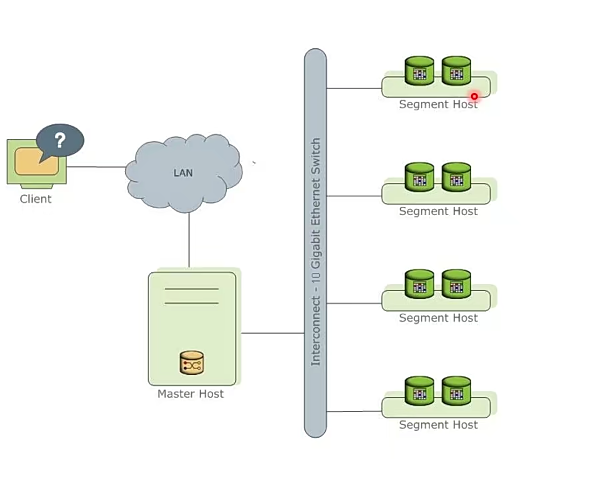 ?
Client
LAN
Master Host
Interconnect - 10 Gigabit Ethernet Switch
Segment Host
Segment Host
Segment Host
Segment Host